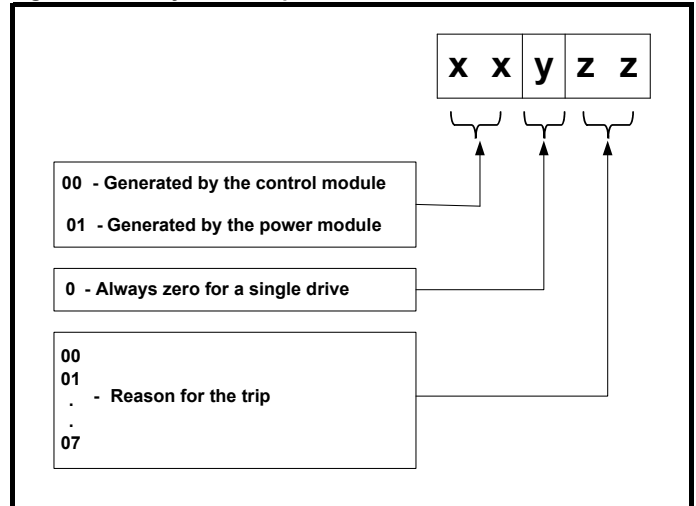 x x y z z
00 - Generated by the control module
01 - Generated by the power module
0 - Always zero for a single drive
00
01
.
- Reason for the trip
.
07